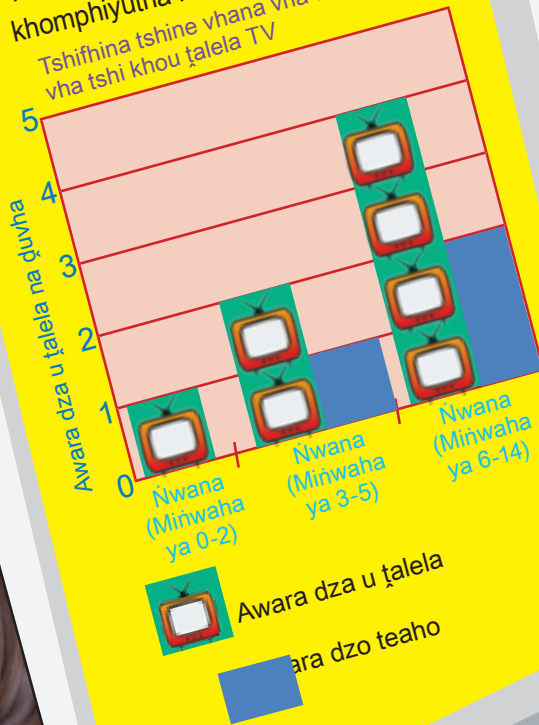 khomphiyutha
Tshifhina tshine vhana vha
vha tshi khou ṱalela TV
Awara dza u ṱalela na ḓuvha
5
4
3
2
1
0
Ṅwana
(Miṅwaha
ya 0-2)
Ṅwana
(Miṅwaha
ya 3-5)
Ṅwana
(Miṅwaha
ya 6-14)
Awara dza u ṱalela
ara dzo teaho